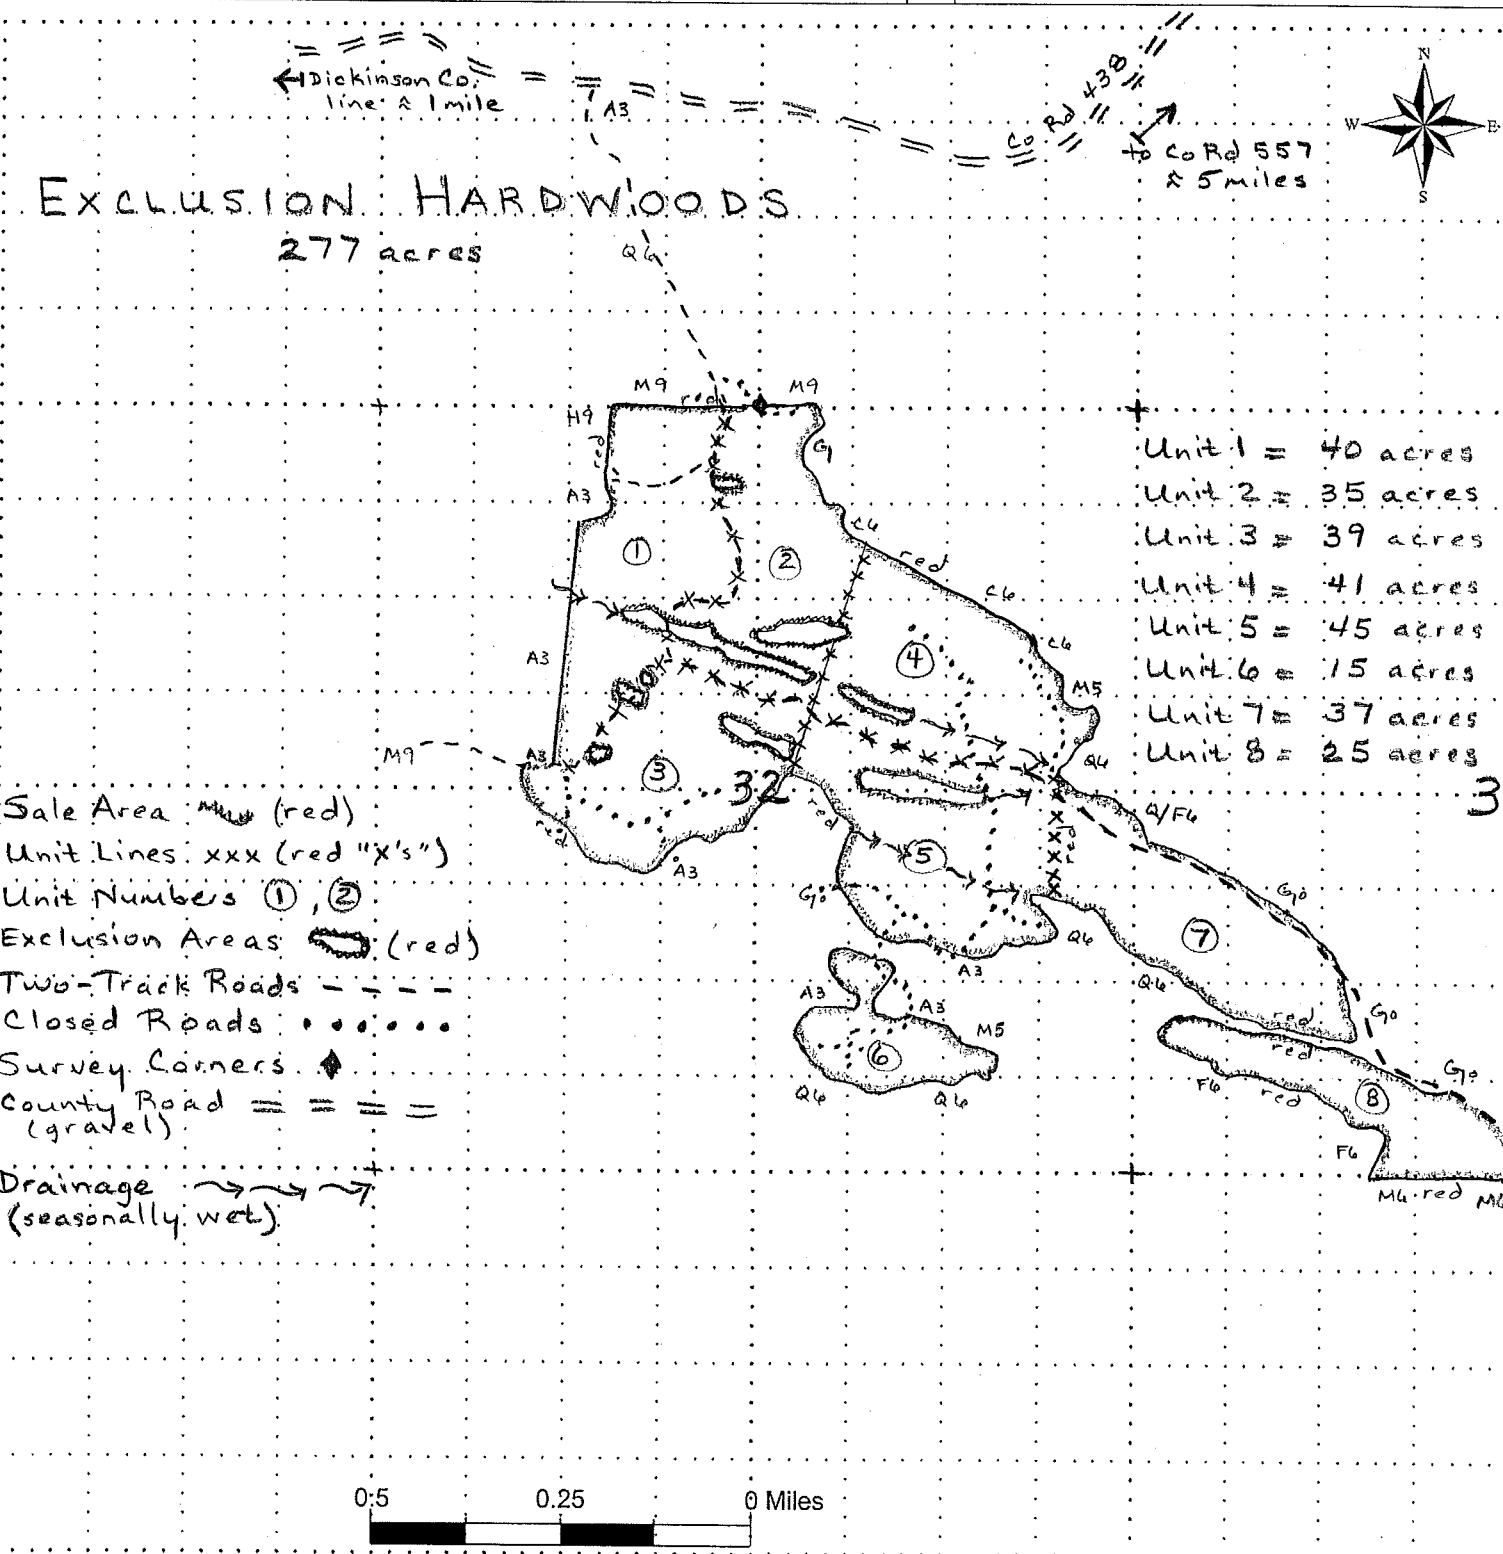 ← Dickinson Co.
line ≈ 1 mile
A3
Co Rd 438
to Co Rd 557
≈ 5 miles
N
W
E
S
EXCLUSION HARDWOODS
277 acres
Q6
M9
red
M9
H9
red
A3
G
C6
red
C6
C6
M5
Q6
Q/F6
1
2
4
A3
M9
A3
3
32
red
A3
red
5
red
G0
Q6
A3
G0
7
Q6
G0
A3
A3
M5
6
Q6
Q6
red
red
F6
red
8
G0
F6
M6 red M6
Unit 1 = 40 acres
Unit 2 = 35 acres
Unit 3 = 39 acres
Unit 4 = 41 acres
Unit 5 = 45 acres
Unit 6 = 15 acres
Unit 7 = 37 acres
Unit 8 = 25 acres
3
Sale Area (red)
Unit Lines: xxx (red "x's")
Unit Numbers ①, ②
Exclusion Areas (red)
Two-Track Roads - - - -
Closed Roads
Survey Corners
County Road = = = =
(gravel)
Drainage
(seasonally wet)
0.5 0.25 0 Miles